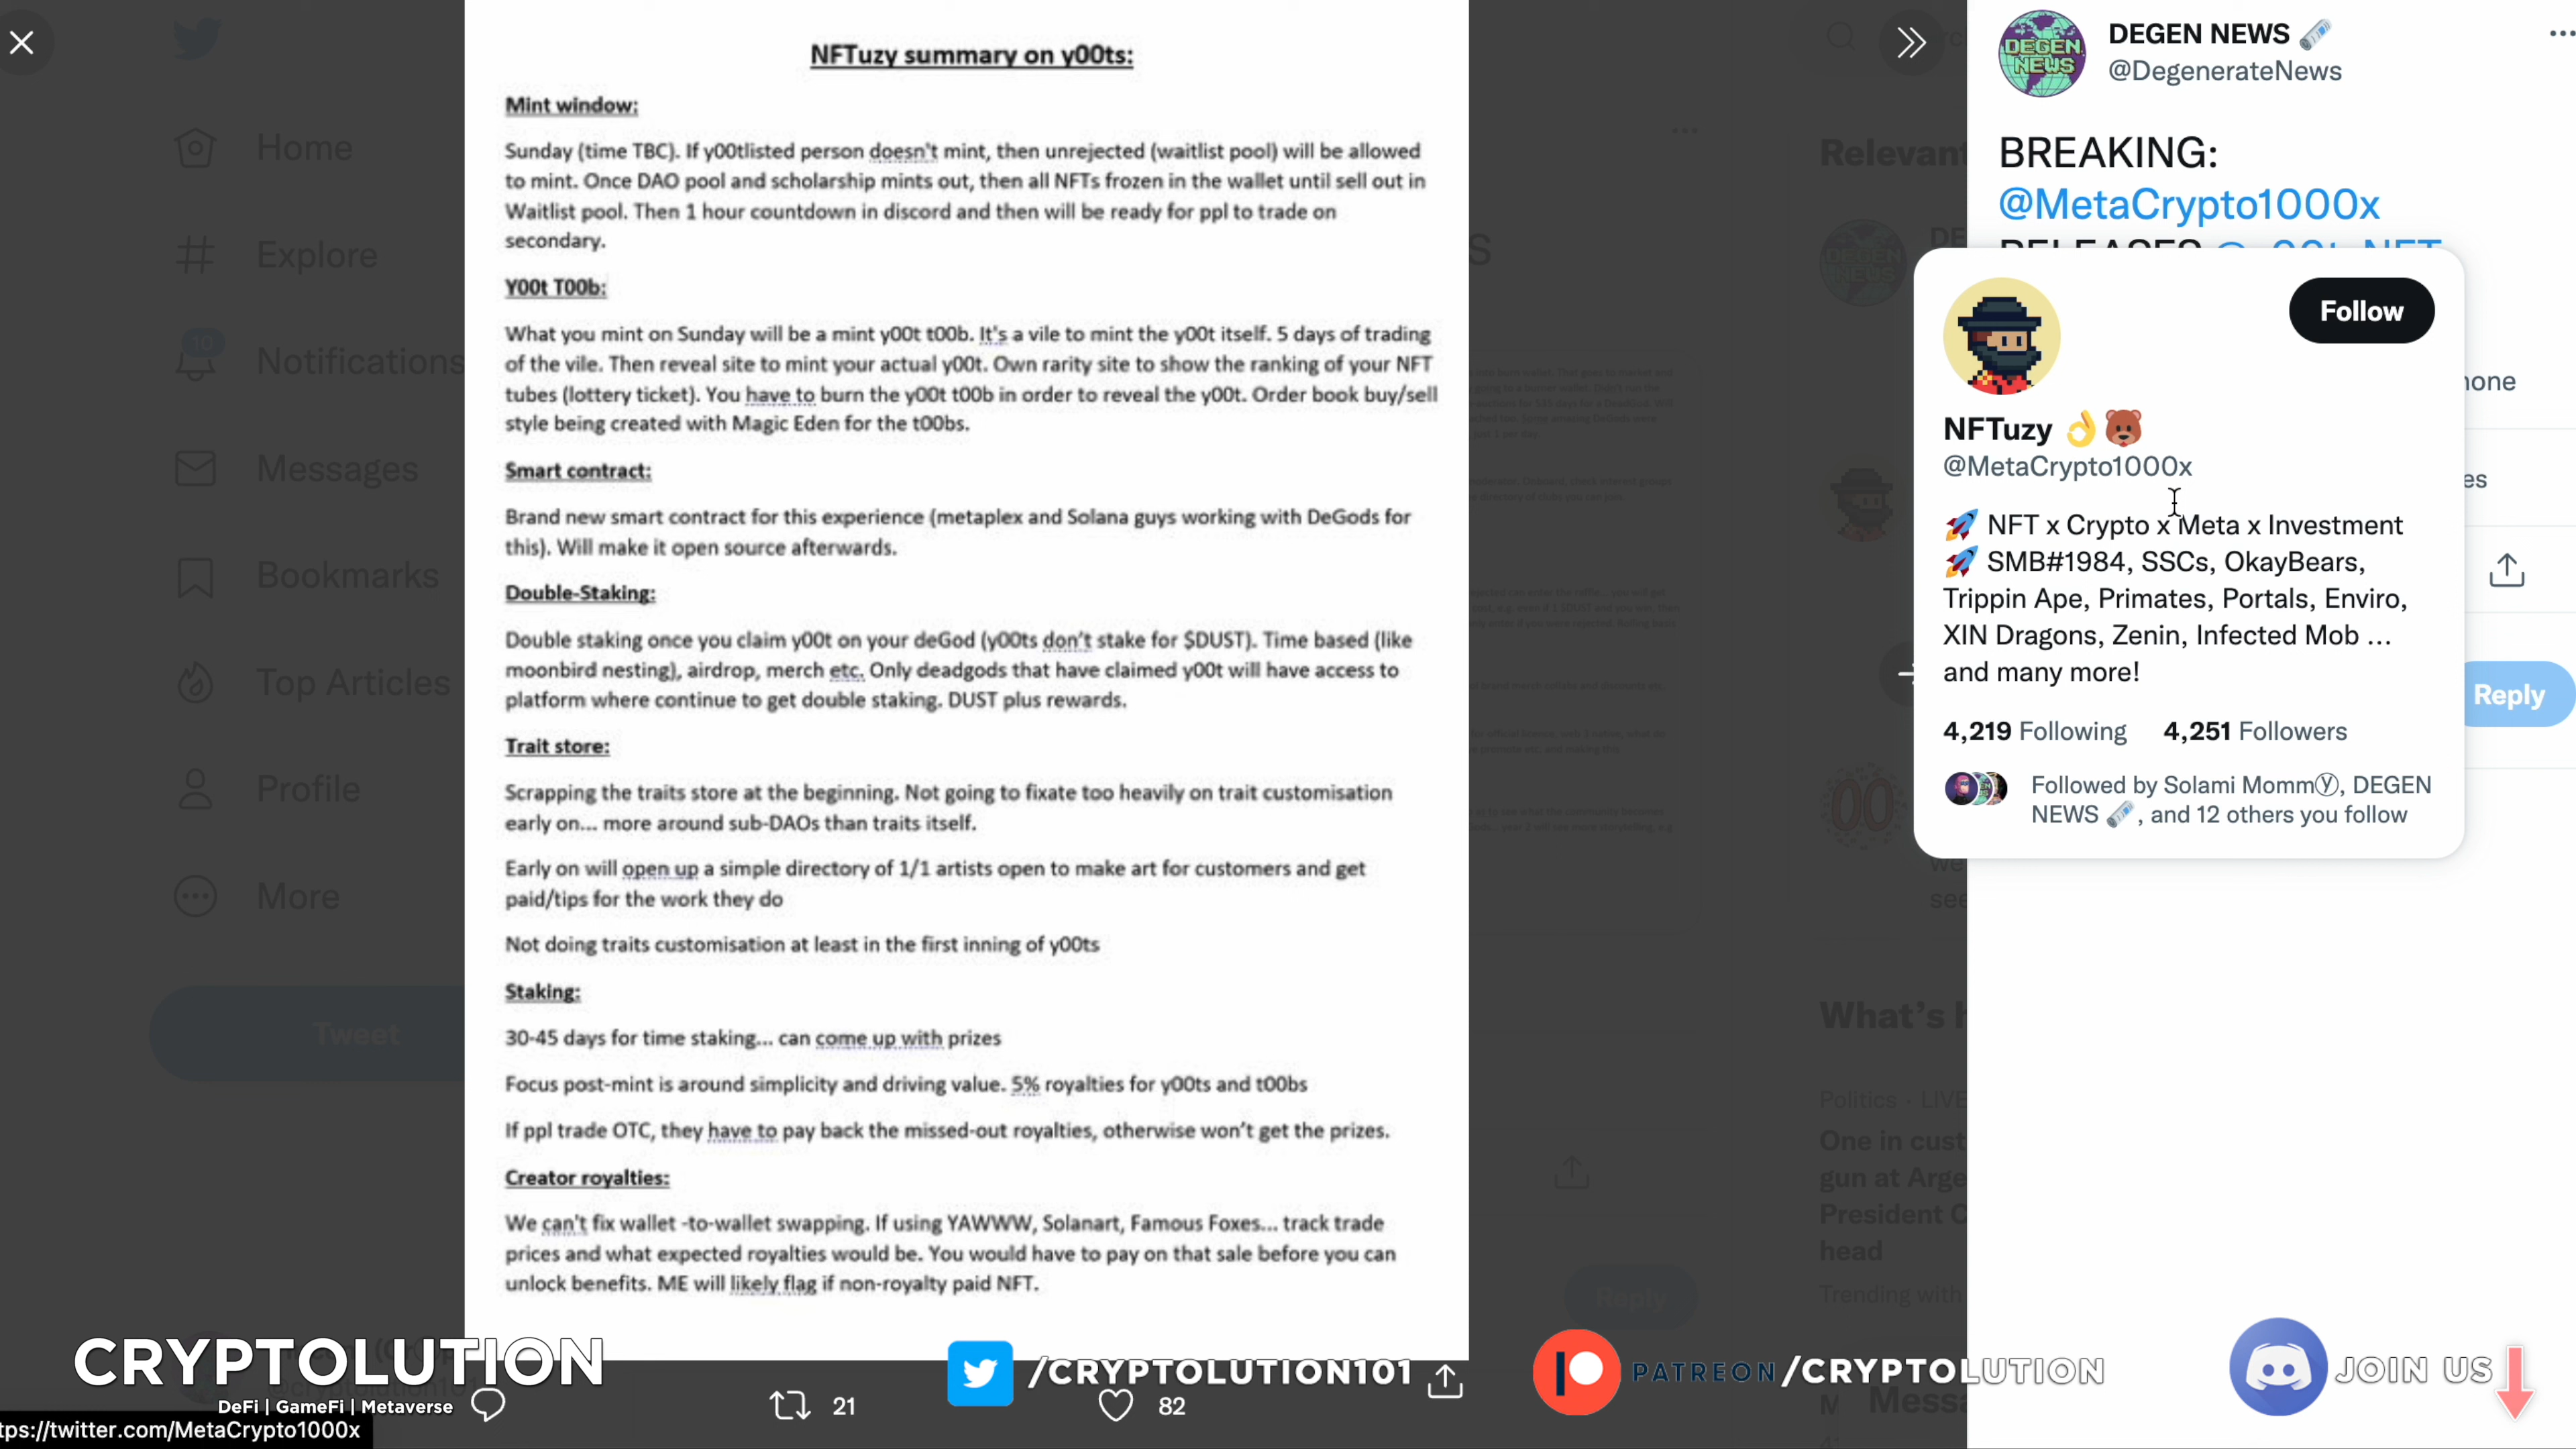 NFTuzy summary on y00ts:
Mint window:
Sunday (time TBC). If y00tlisted person doesn't mint, then unrejected (waitlist pool) will be allowed
to mint. Once DAO pool and scholarship mints out, then all NFTs frozen in the wallet until sell out in
Waitlist pool. Then 1 hour countdown in discord and then will be ready for ppl to trade on
secondary.
Y00t T00b:
What you mint on Sunday will be a mint y00t t00b. It's a vile to mint the y00t itself. 5 days of trading
of the vile. Then reveal site to mint your actual y00t. Own rarity site to show the ranking of your NFT
tubes (lottery ticket). You have to burn the y00t t00b in order to reveal the y00t. Order book buy/sell
style being created with Magic Eden for the t00bs.
Smart contract:
Brand new smart contract for this experience (metaplex and Solana guys working with DeGods for
this). Will make it open source afterwards.
Double-Staking:
Double staking once you claim y00t on your deGod (y00ts don't stake for $DUST). Time based (like
moonbird nesting), airdrop, merch etc. Only deadgods that have claimed y00t will have access to
platform where continue to get double staking. DUST plus rewards.
Trait store:
Scrapping the traits store at the beginning. Not going to fixate too heavily on trait customisation
early on... more around sub-DAOs than traits itself.
Early on will open up a simple directory of 1/1 artists open to make art for customers and get
paid/tips for the work they do
Not doing traits customisation at least in the first inning of y00ts
Staking:
30-45 days for time staking... can come up with prizes
Focus post-mint is around simplicity and driving value. 5% royalties for y00ts and t00bs
If ppl trade OTC, they have to pay back the missed-out royalties, otherwise won't get the prizes.
Creator royalties:
We can't fix wallet -to-wallet swapping. If using YAWWW, Solanart, Famous Foxes... track trade
prices and what expected royalties would be. You would have to pay on that sale before you can
unlock benefits. ME will likely flag if non-royalty paid NFT.
Home
Explore
10
Notifications
Messages
Bookmarks
Top Articles
Profile
More
Tweet
Relevan
What's h
Politics · LIVE
One in cust
gun at Arge
President C
head
Trending with
Reply
DEGEN NEWS
DEGEN NEWS 🗞
@DegenerateNews
BREAKING:
@MetaCrypto1000x
Follow
NFTuzy 👌🐻
@MetaCrypto1000x
🚀 NFT x Crypto x Meta x Investment
🚀 SMB#1984, SSCs, OkayBears,
Trippin Ape, Primates, Portals, Enviro,
XIN Dragons, Zenin, Infected Mob ...
and many more!
4,219 Following 4,251 Followers
Followed by Solami Mommⓨ, DEGEN
NEWS 🗞, and 12 others you follow
Reply
CRYPTOLUTION
DeFi | GameFi | Metaverse
21
/CRYPTOLUTION101
82
PATREON/CRYPTOLUTION
JOIN US
Messa
tps://twitter.com/MetaCrypto1000x